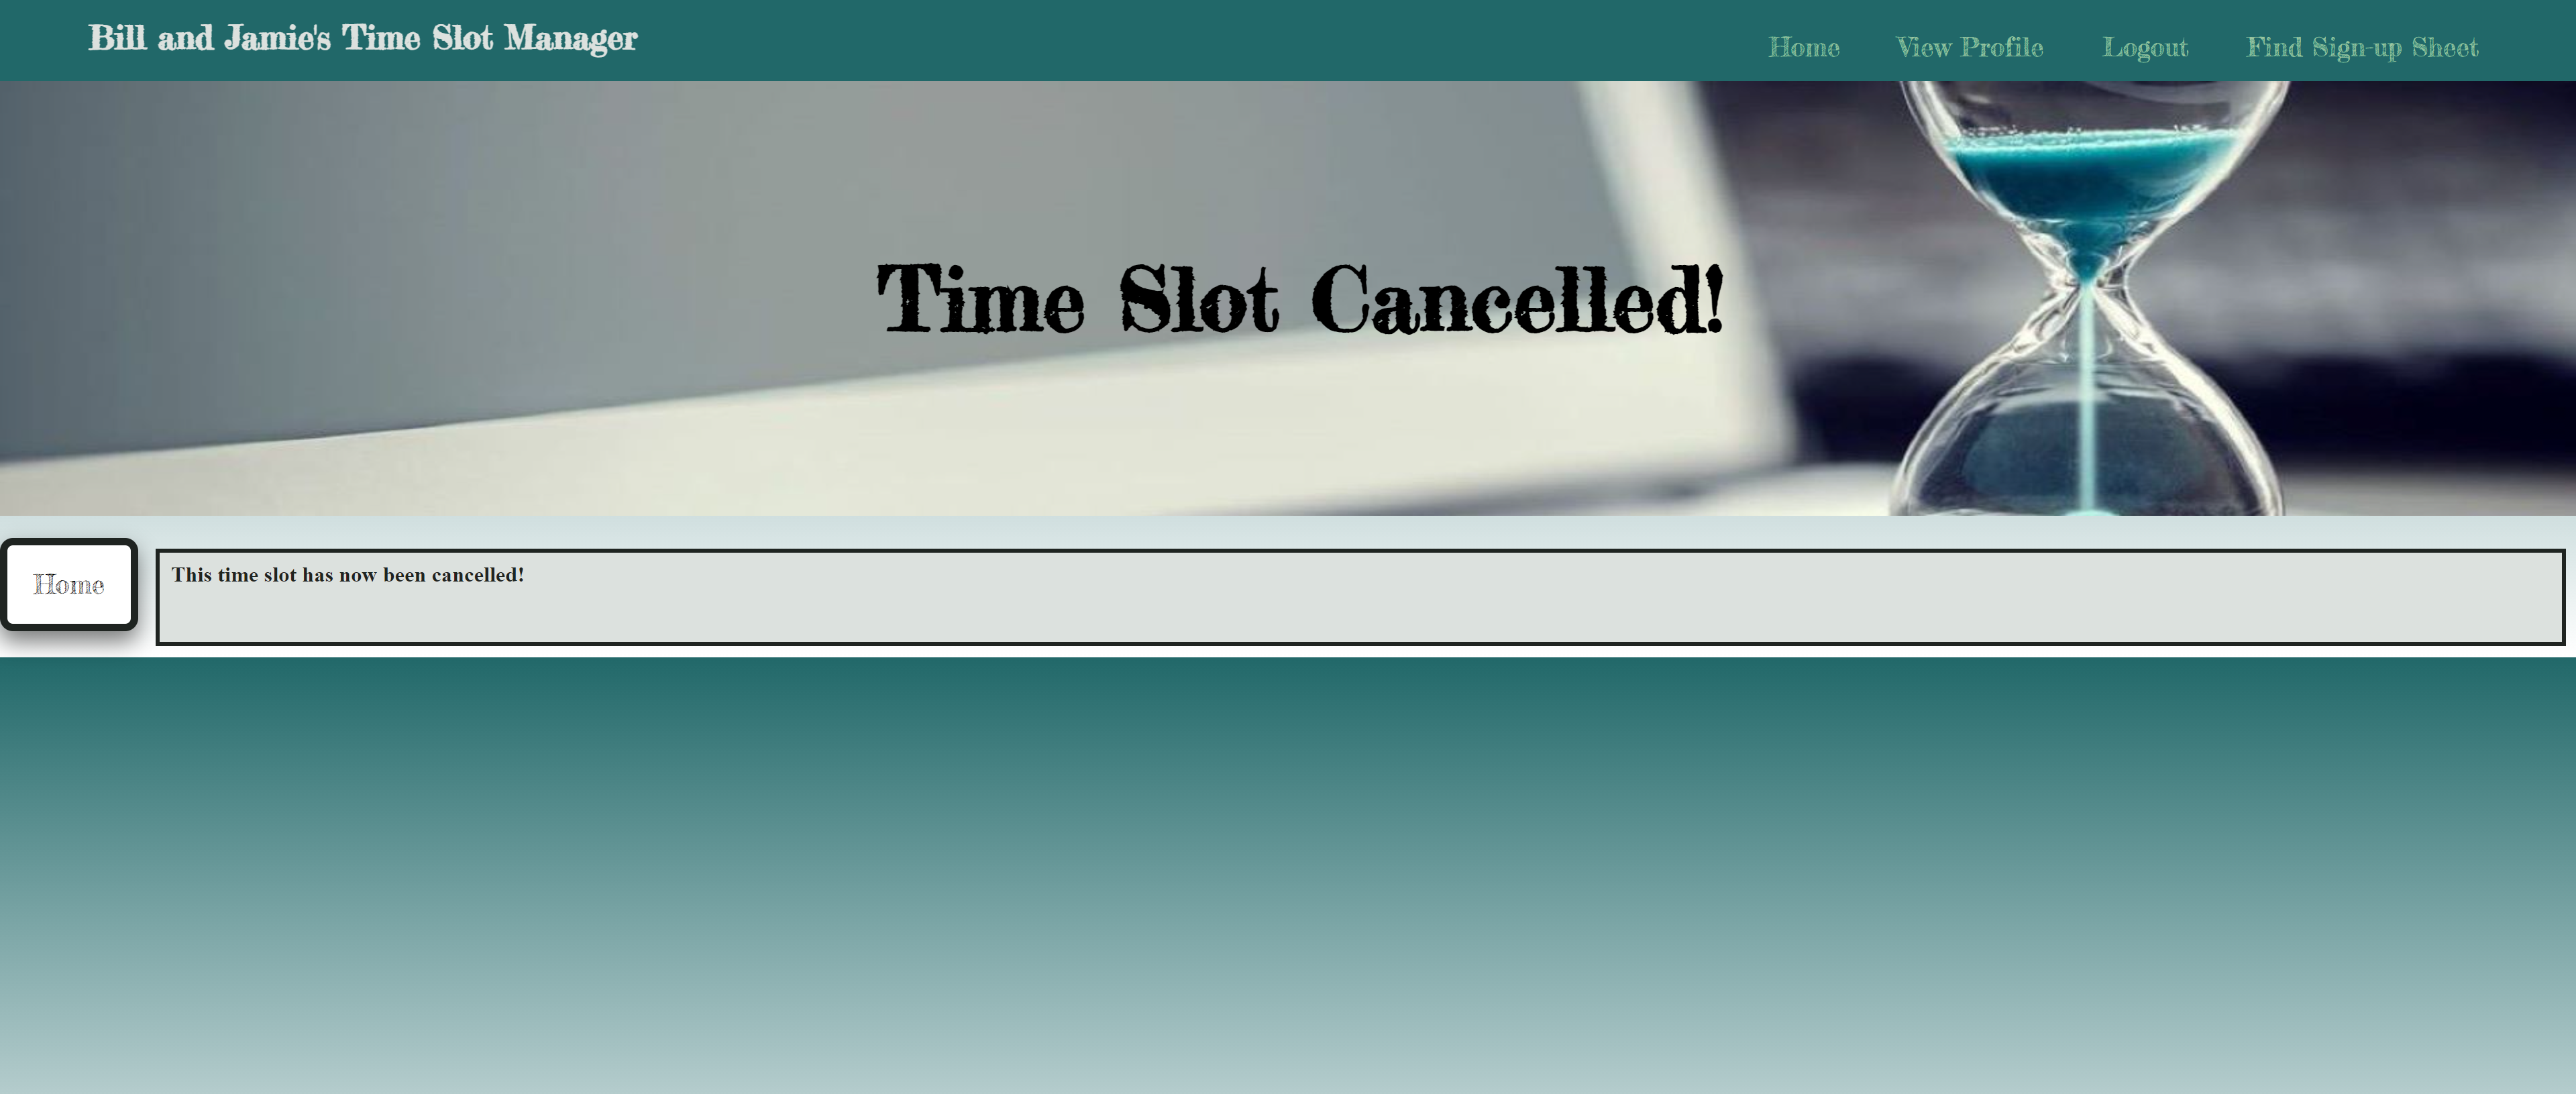 Bill and Jamie's Time Slot Manager
Home View Profile Logout Find Sign-up Sheet
Time Slot Cancelled!
Home
This time slot has now been cancelled!